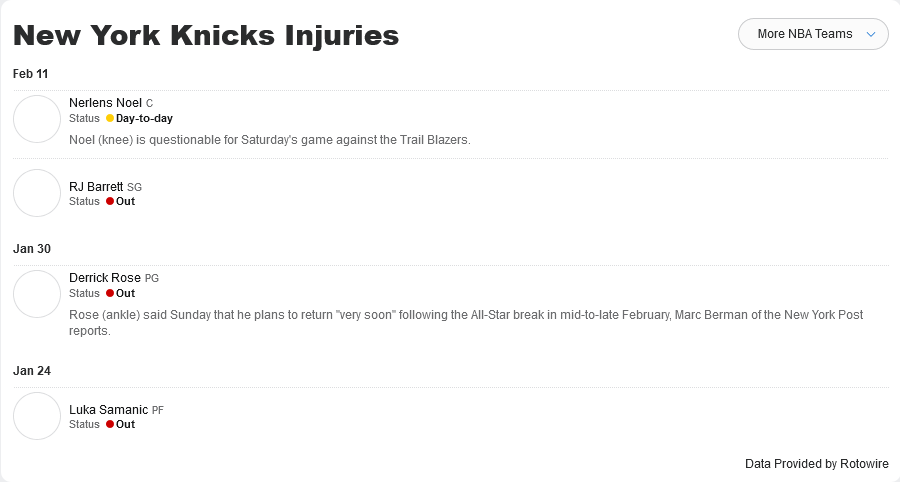 New York Knicks Injuries
More NBA Teams
Feb 11
Nerlens Noel C
Status Day-to-day
Noel (knee) is questionable for Saturday's game against the Trail Blazers.
RJ Barrett SG
Status Out
Jan 30
Derrick Rose PG
Status Out
Rose (ankle) said Sunday that he plans to return "very soon" following the All-Star break in mid-to-late February, Marc Berman of the New York Post
reports.
Jan 24
Luka Samanic PF
Status Out
Data Provided by Rotowire